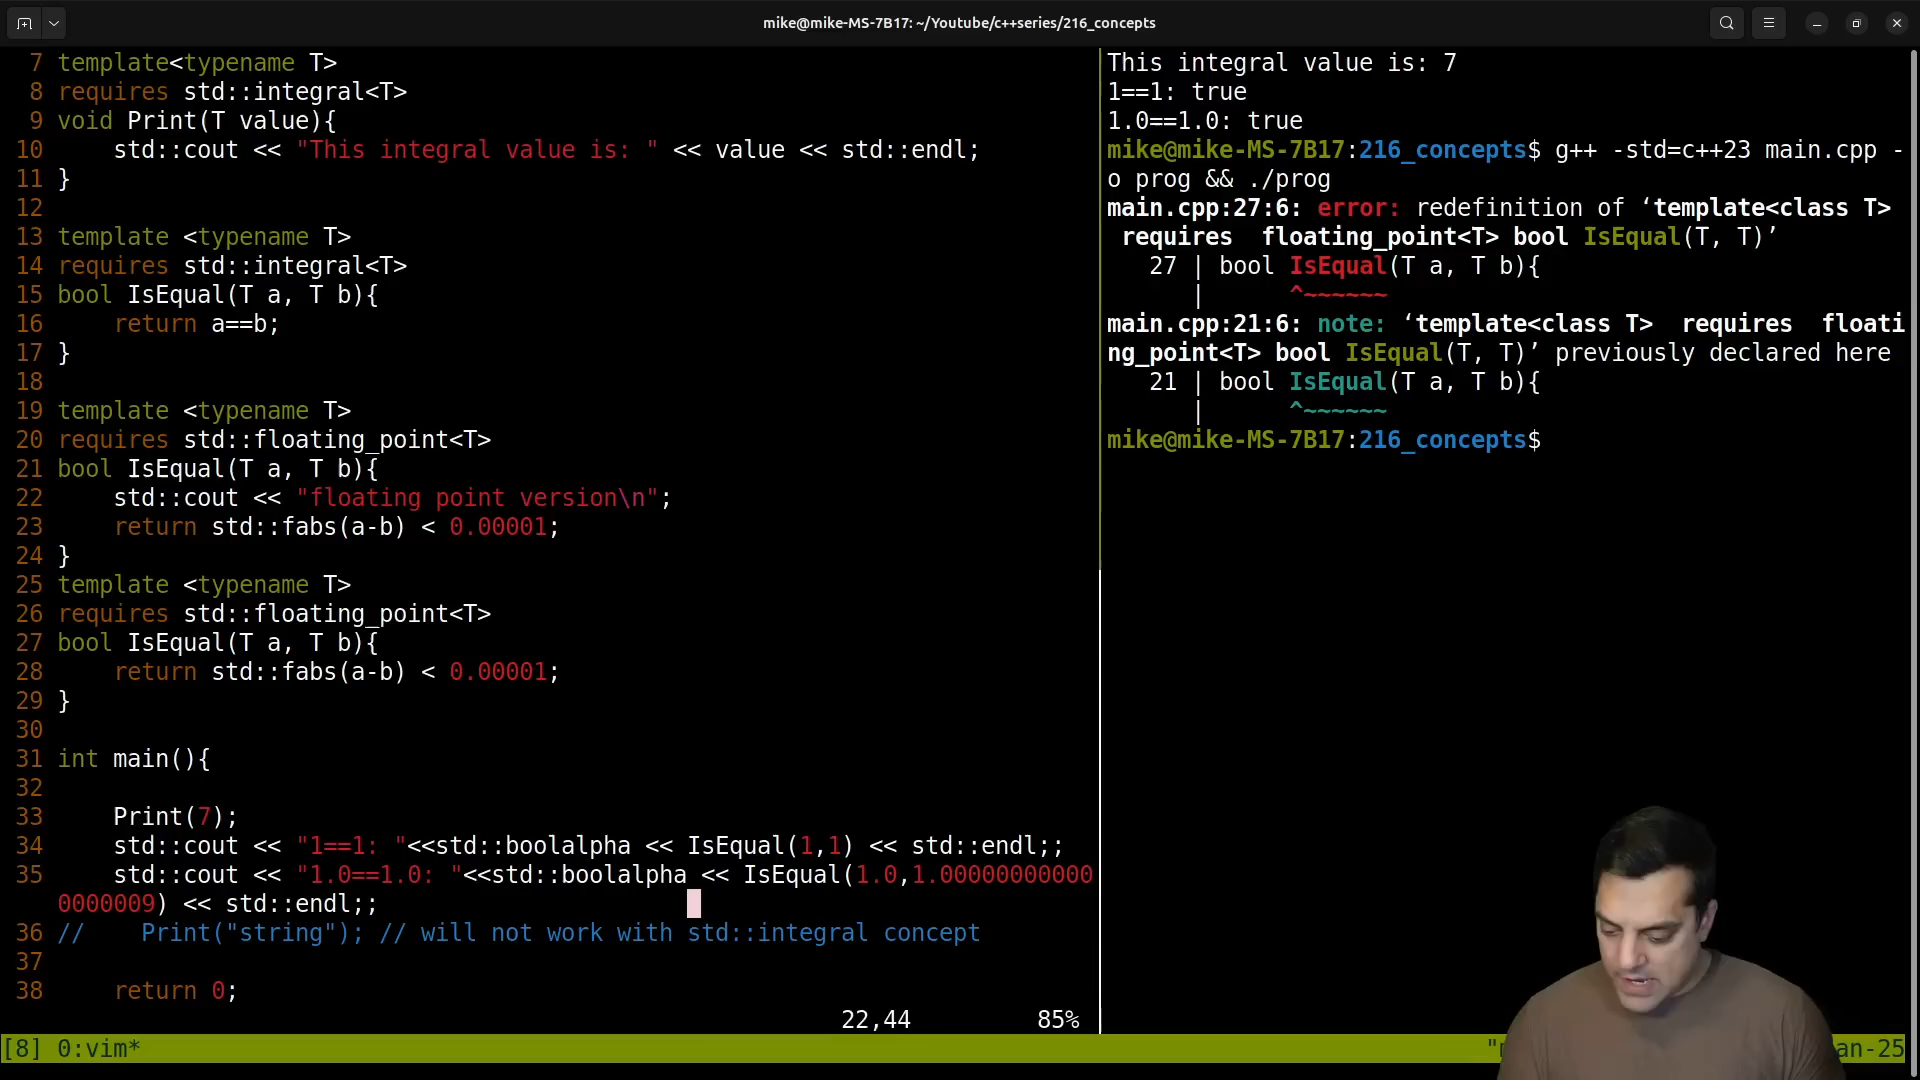 mike@mike-MS-7B17: ~/Youtube/c++series/216_concepts
7 template<typename T>
8 requires std::integral<T>
9 void Print(T value){
10     std::cout << "This integral value is: " << value << std::endl;
11 }
12
13 template <typename T>
14 requires std::integral<T>
15 bool IsEqual(T a, T b){
16     return a==b;
17 }
18
19 template <typename T>
20 requires std::floating_point<T>
21 bool IsEqual(T a, T b){
22     std::cout << "floating point version\n";
23     return std::fabs(a-b) < 0.00001;
24 }
25 template <typename T>
26 requires std::floating_point<T>
27 bool IsEqual(T a, T b){
28     return std::fabs(a-b) < 0.00001;
29 }
30
31 int main(){
32
33     Print(7);
34     std::cout << "1==1: "<<std::boolalpha << IsEqual(1,1) << std::endl;;
35     std::cout << "1.0==1.0: "<<std::boolalpha << IsEqual(1.0,1.00000000000
0000009) << std::endl;;
36 //    Print("string"); // will not work with std::integral concept
37
38     return 0;
22,44 85%
This integral value is: 7
1==1: true
1.0==1.0: true
mike@mike-MS-7B17:216_concepts$ g++ -std=c++23 main.cpp -
o prog && ./prog
main.cpp:27:6: error: redefinition of ‘template<class T>
 requires  floating_point<T> bool IsEqual(T, T)’
   27 | bool IsEqual(T a, T b){
      |      ^~~~~~~
main.cpp:21:6: note: ‘template<class T>  requires  floati
ng_point<T> bool IsEqual(T, T)’ previously declared here
   21 | bool IsEqual(T a, T b){
      |      ^~~~~~~
mike@mike-MS-7B17:216_concepts$
[8] 0:vim* an-25